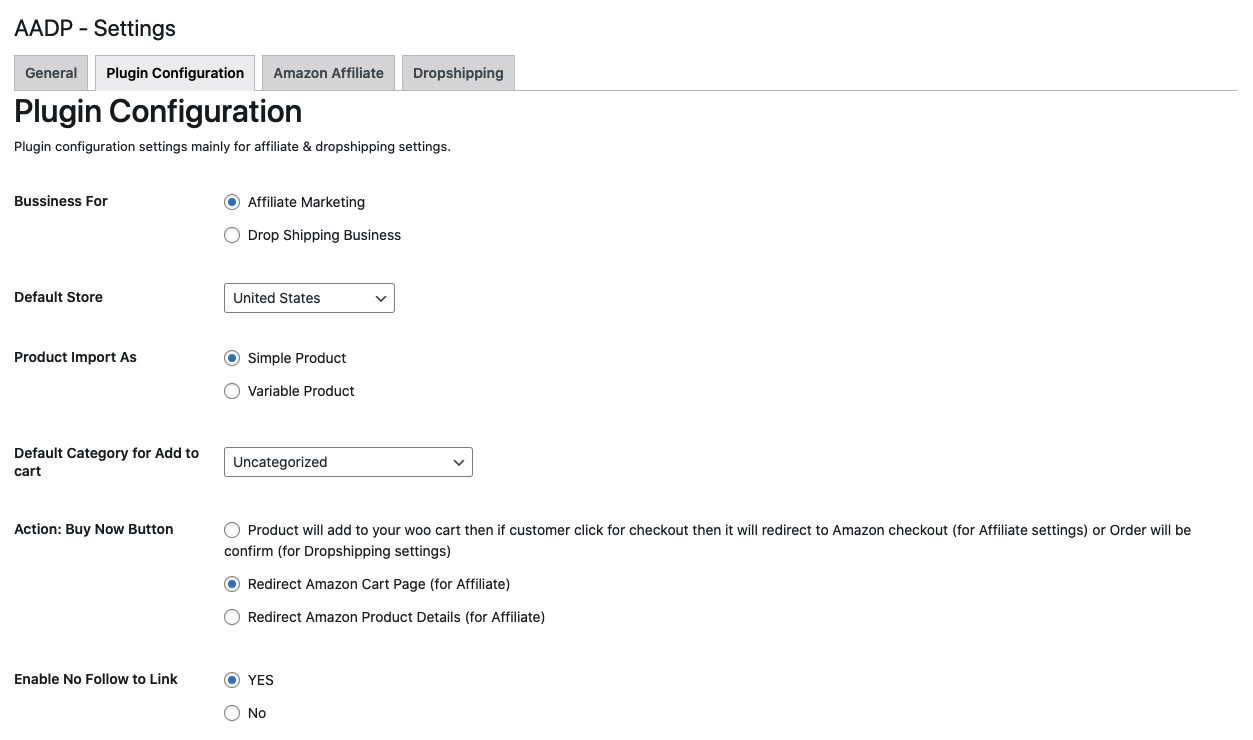 AADP - Settings
General Plugin Configuration Amazon Affiliate Dropshipping
Plugin Configuration
Plugin configuration settings mainly for affiliate & dropshipping settings.
Bussiness For
Affiliate Marketing
Drop Shipping Business
Default Store
United States
Product Import As
Simple Product
Variable Product
Default Category for Add to
cart
Uncategorized
Action: Buy Now Button
Product will add to your woo cart then if customer click for checkout then it will redirect to Amazon checkout (for Affiliate settings) or Order will be
confirm (for Dropshipping settings)
Redirect Amazon Cart Page (for Affiliate)
Redirect Amazon Product Details (for Affiliate)
Enable No Follow to Link
YES
No